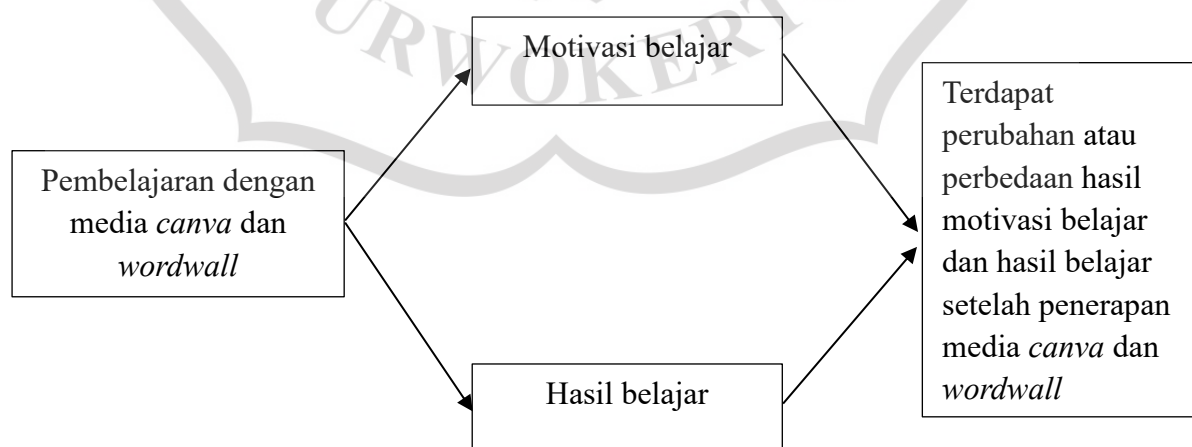 URWOKERT
Motivasi belajar
Pembelajaran dengan
media canva dan
wordwall
Hasil belajar
Terdapat
perubahan atau
perbedaan hasil
motivasi belajar
dan hasil belajar
setelah penerapan
media canva dan
wordwall